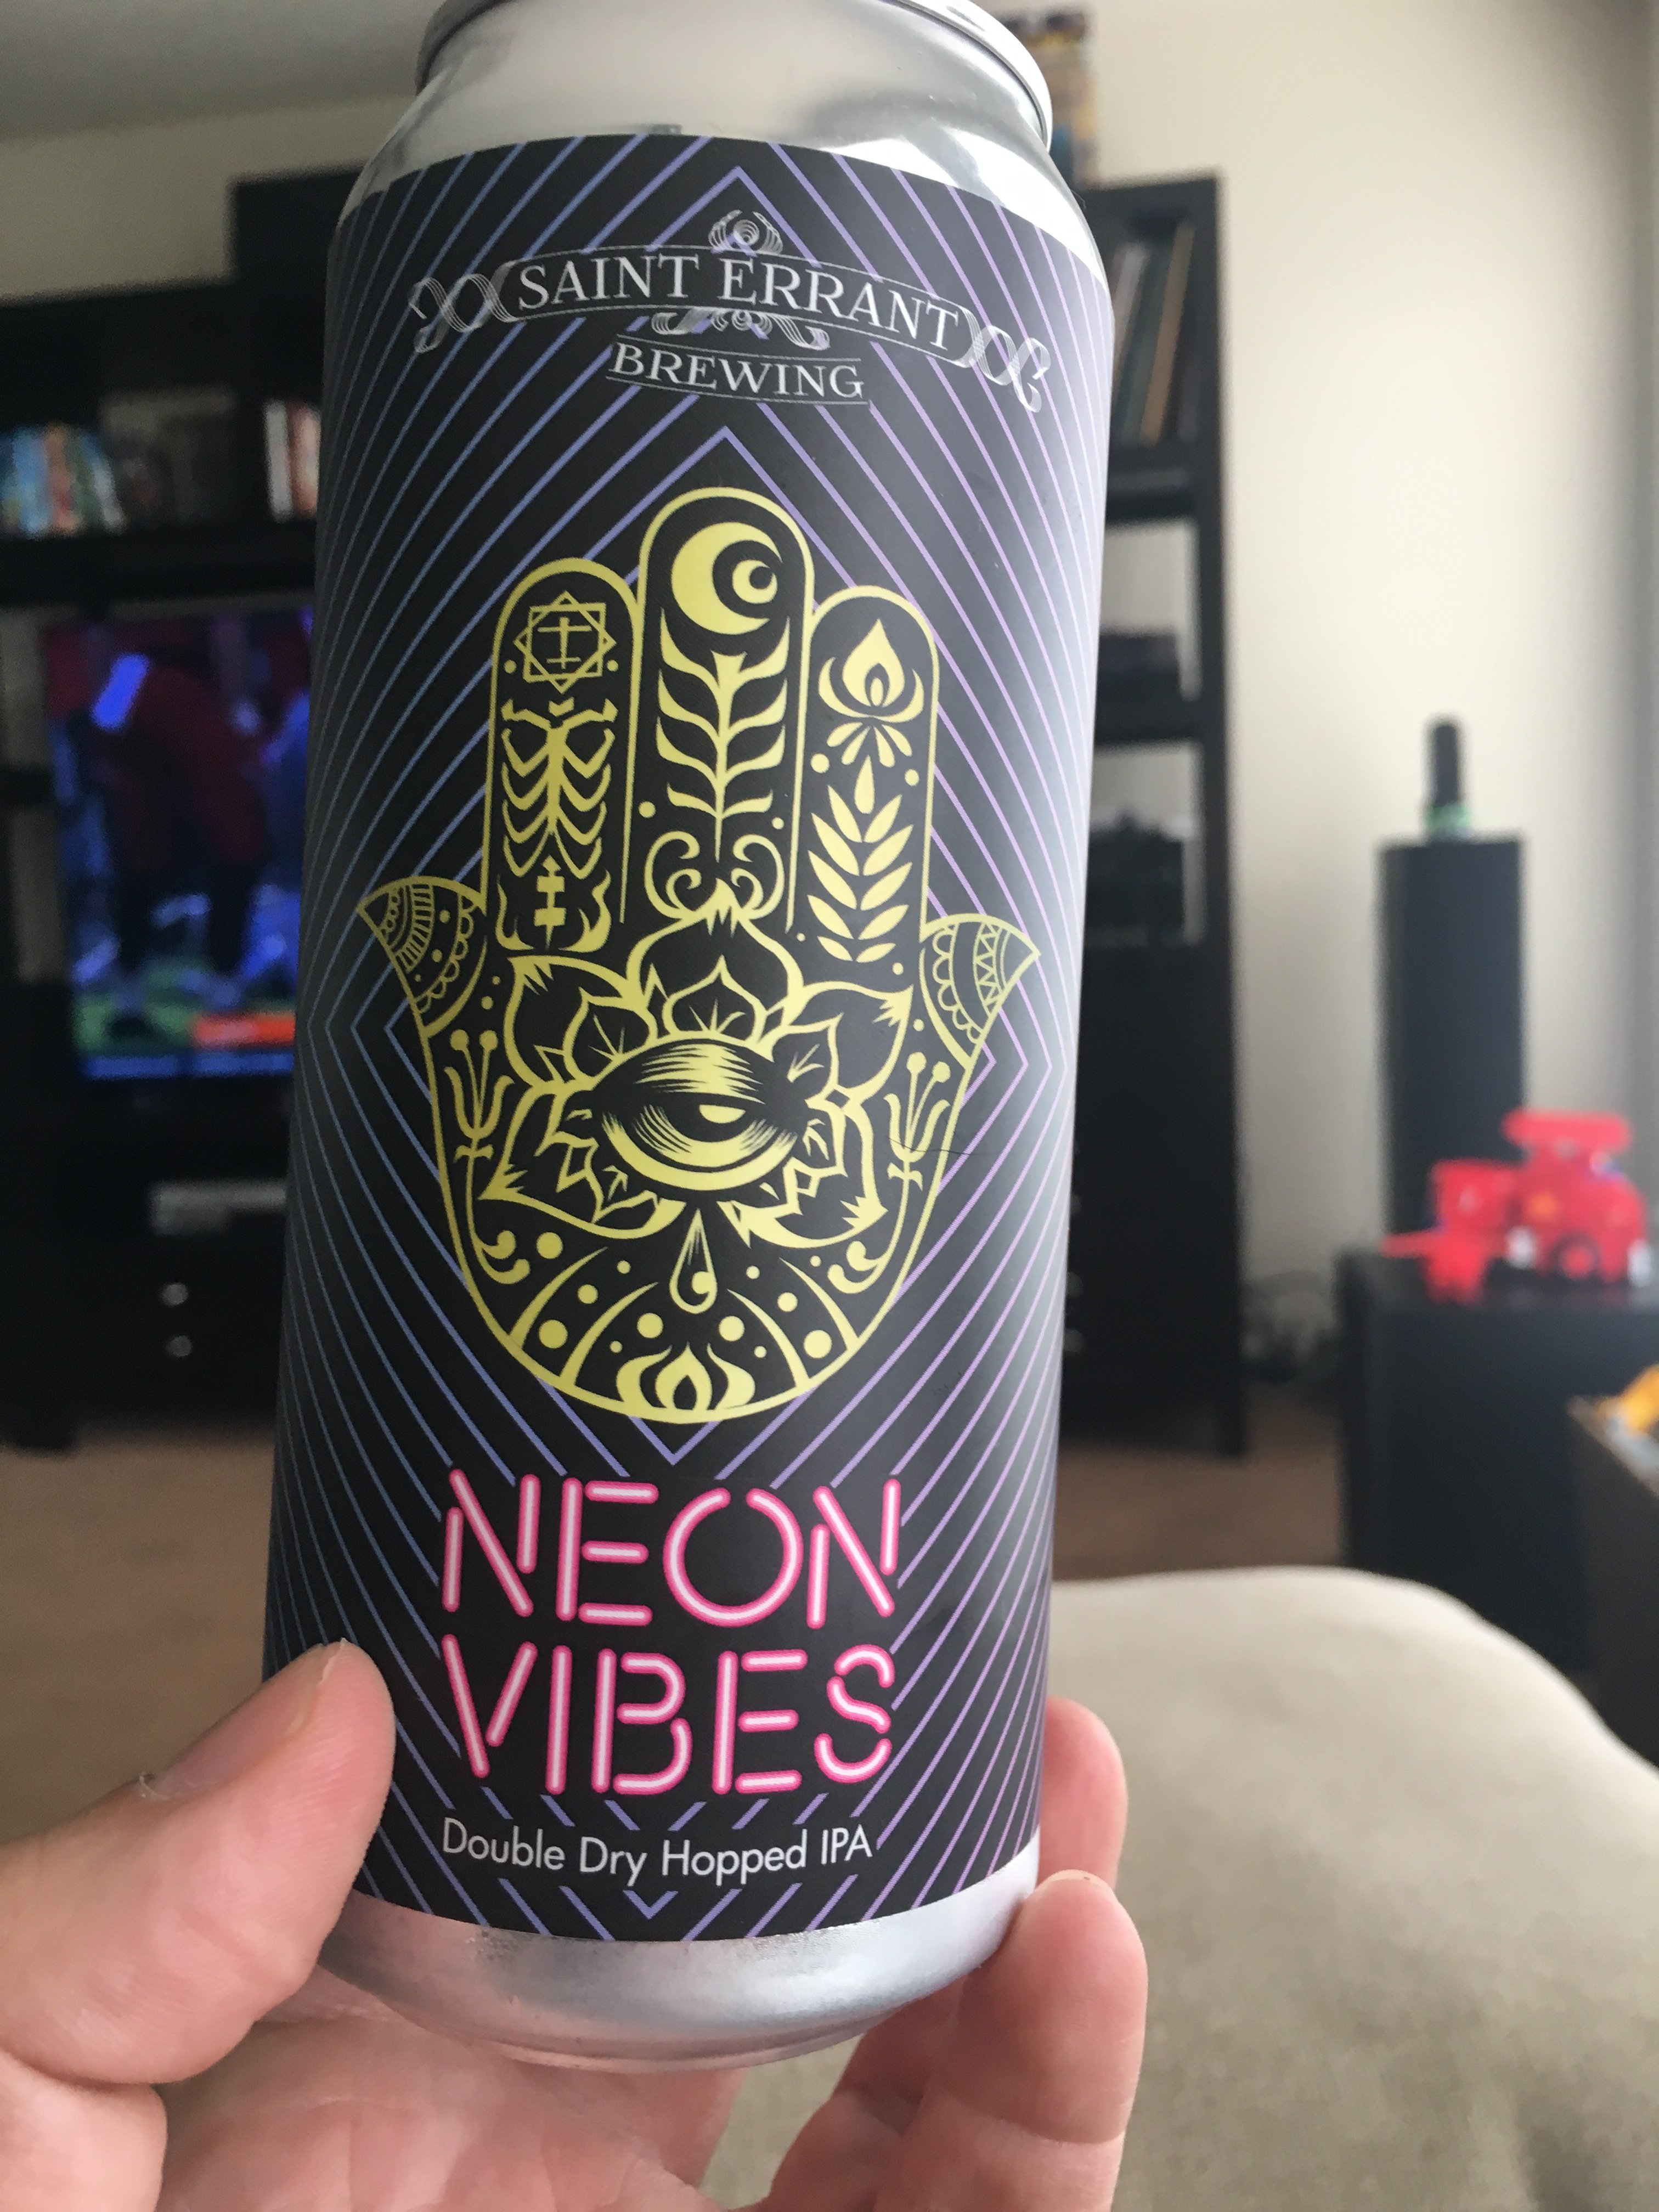 SAINT ERRANT
BREWING
NEON
VIBES
Double Dry Hopped IPA